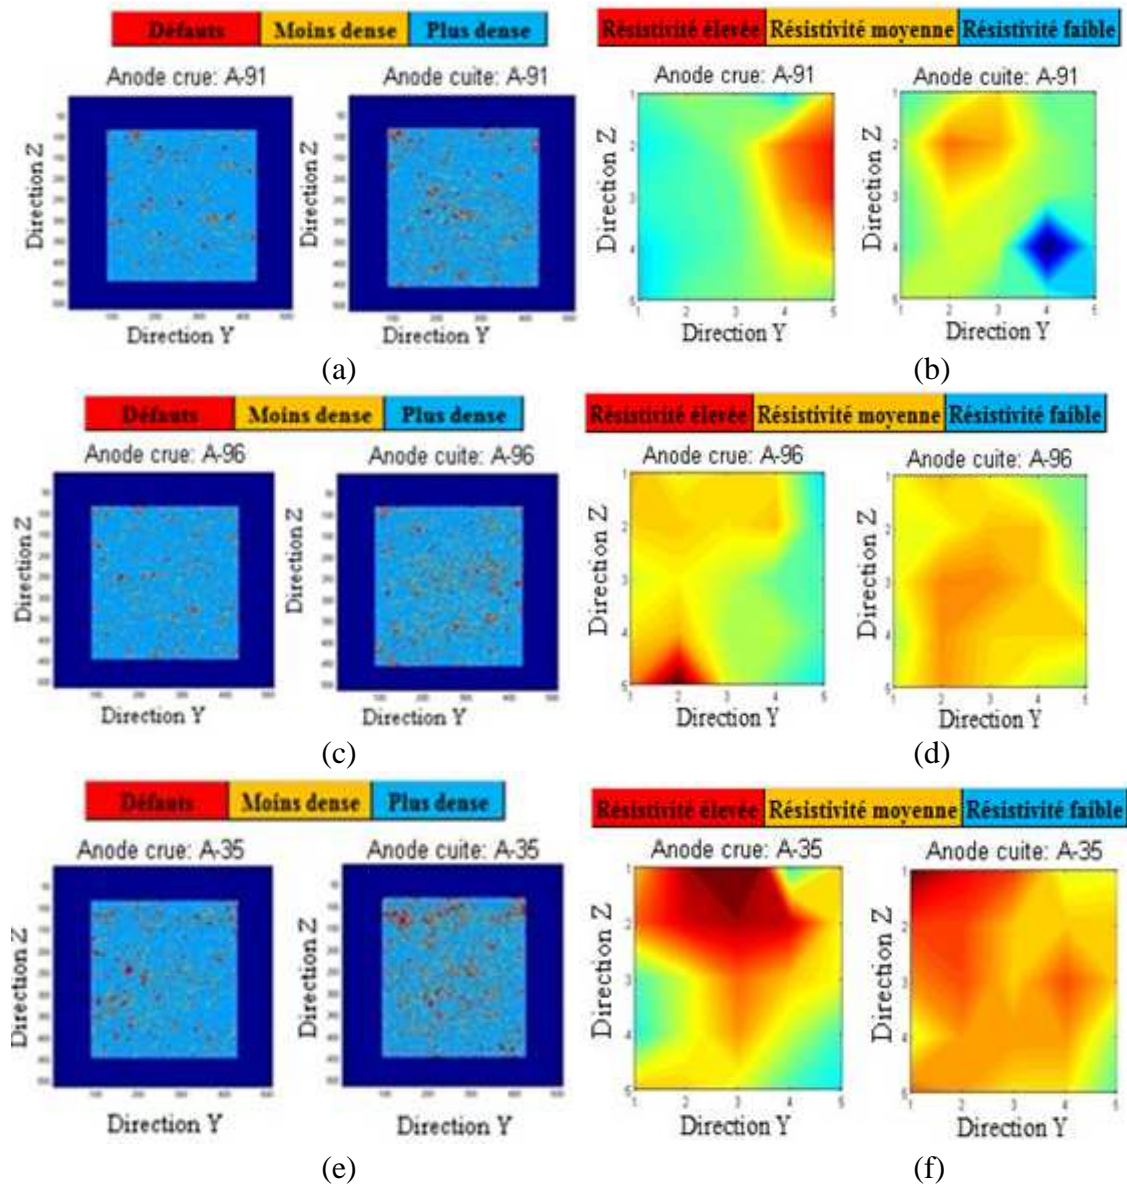 Défauts Moins dense Plus dense
Résistivité élevée Résistivité moyenne Résistivité faible
Anode crue: A-91
Anode cuite: A-91
Anode crue: A-91
Anode cuite: A-91
Direction Z
Direction Z
Direction Z
Direction Y
Direction Y
Direction Y
Direction Y
(a)
(b)
Défauts Moins dense Plus dense
Résistivité élevée Résistivité moyenne Résistivité faible
Anode crue: A-96
Anode cuite: A-96
Anode crue: A-96
Anode cuite: A-96
Direction Z
Direction Z
Direction Z
Direction Z
Direction Y
Direction Y
Direction Y
Direction Y
(c)
(d)
Défauts Moins dense Plus dense
Résistivité élevée Résistivité moyenne Résistivité faible
Anode crue: A-35
Anode cuite: A-35
Anode crue: A-35
Anode cuite: A-35
Direction Z
Direction Z
Direction Z
Direction Z
Direction Y
Direction Y
Direction Y
Direction Y
(e)
(f)